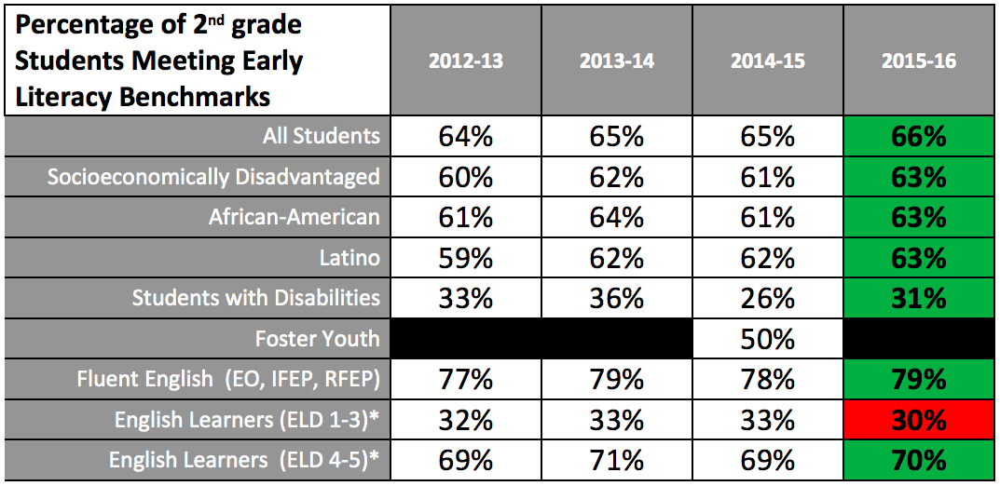 Percentage of 2nd grade
Students Meeting Early
Literacy Benchmarks
2012-13 2013-14 2014-15 2015-16
All Students 64% 65% 65% 66%
Socioeconomically Disadvantaged 60% 62% 61% 63%
African-American 61% 64% 61% 63%
Latino 59% 62% 62% 63%
Students with Disabilities 33% 36% 26% 31%
Foster Youth 50%
Fluent English (EO, IFEP, RFEP) 77% 79% 78% 79%
English Learners (ELD 1-3)* 32% 33% 33% 30%
English Learners (ELD 4-5)* 69% 71% 69% 70%